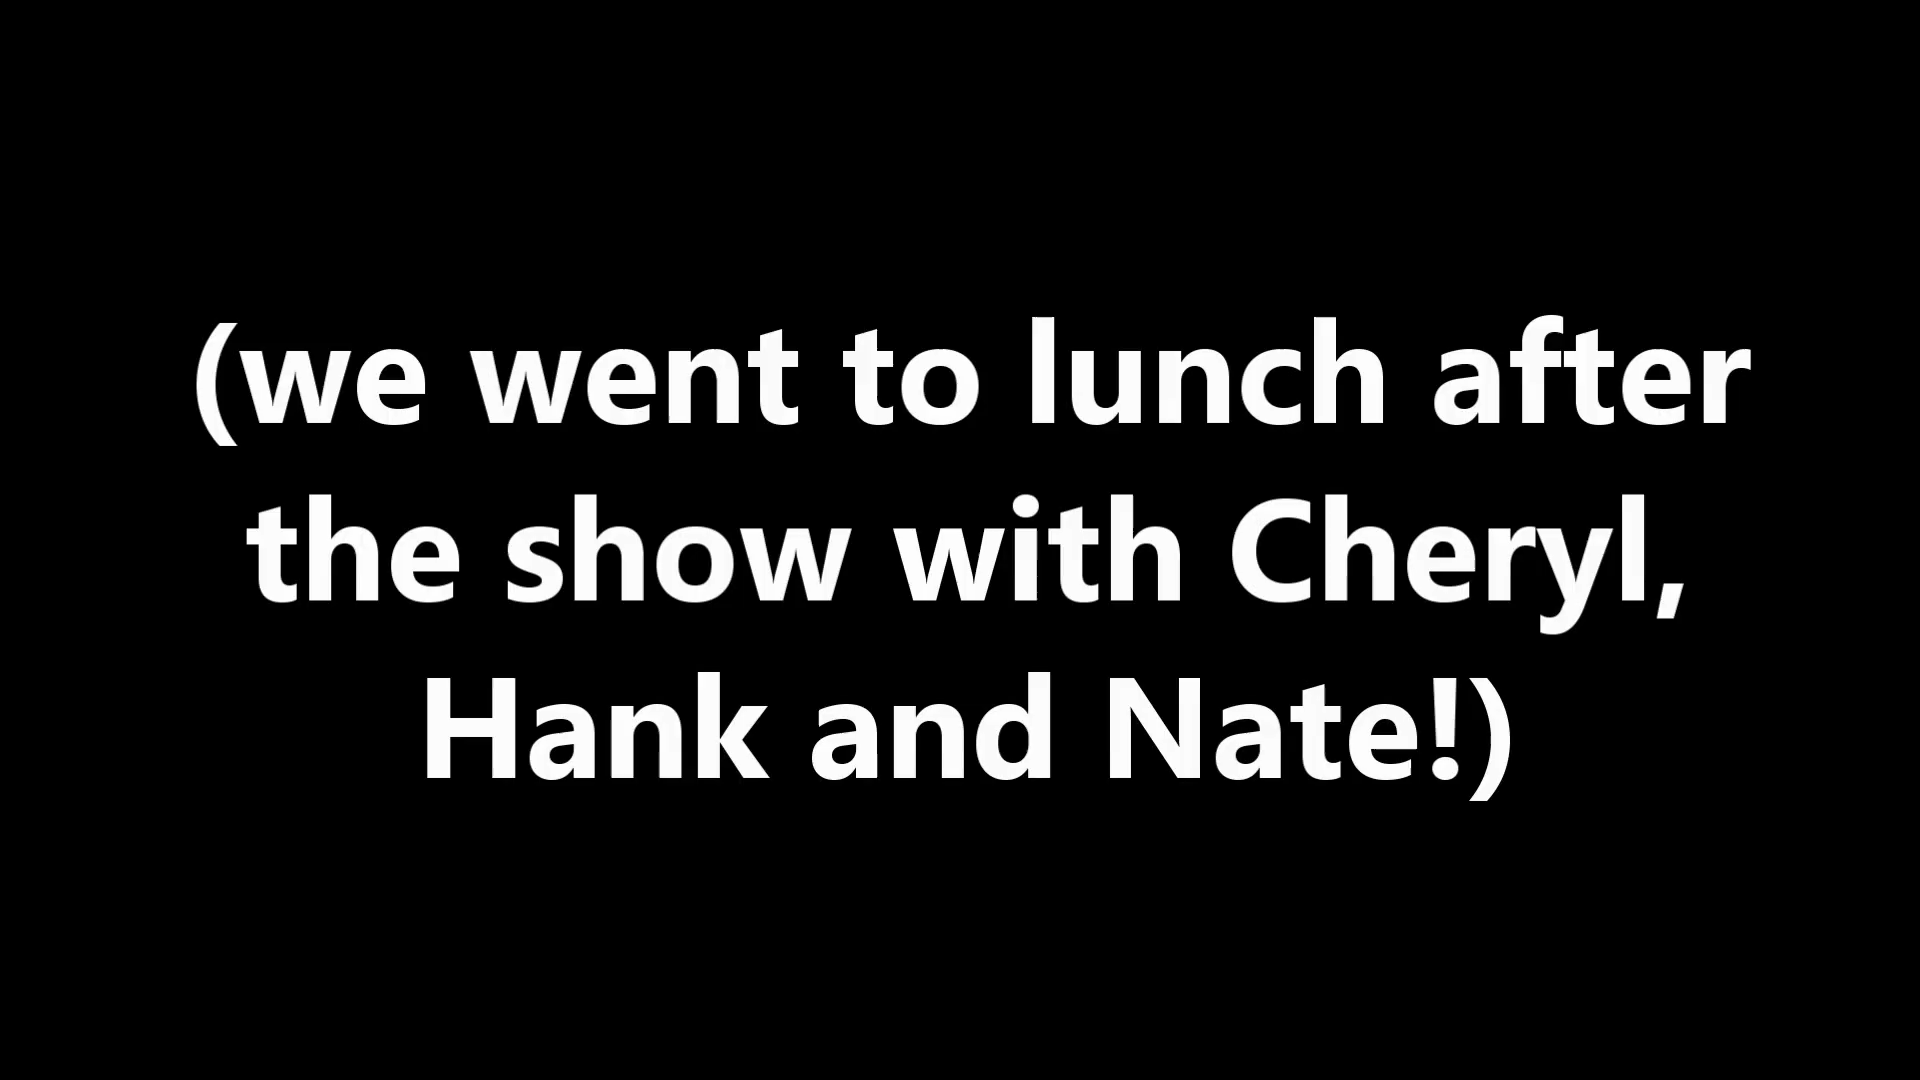 (we went to lunch after
the show with Cheryl,
Hank and Nate!)